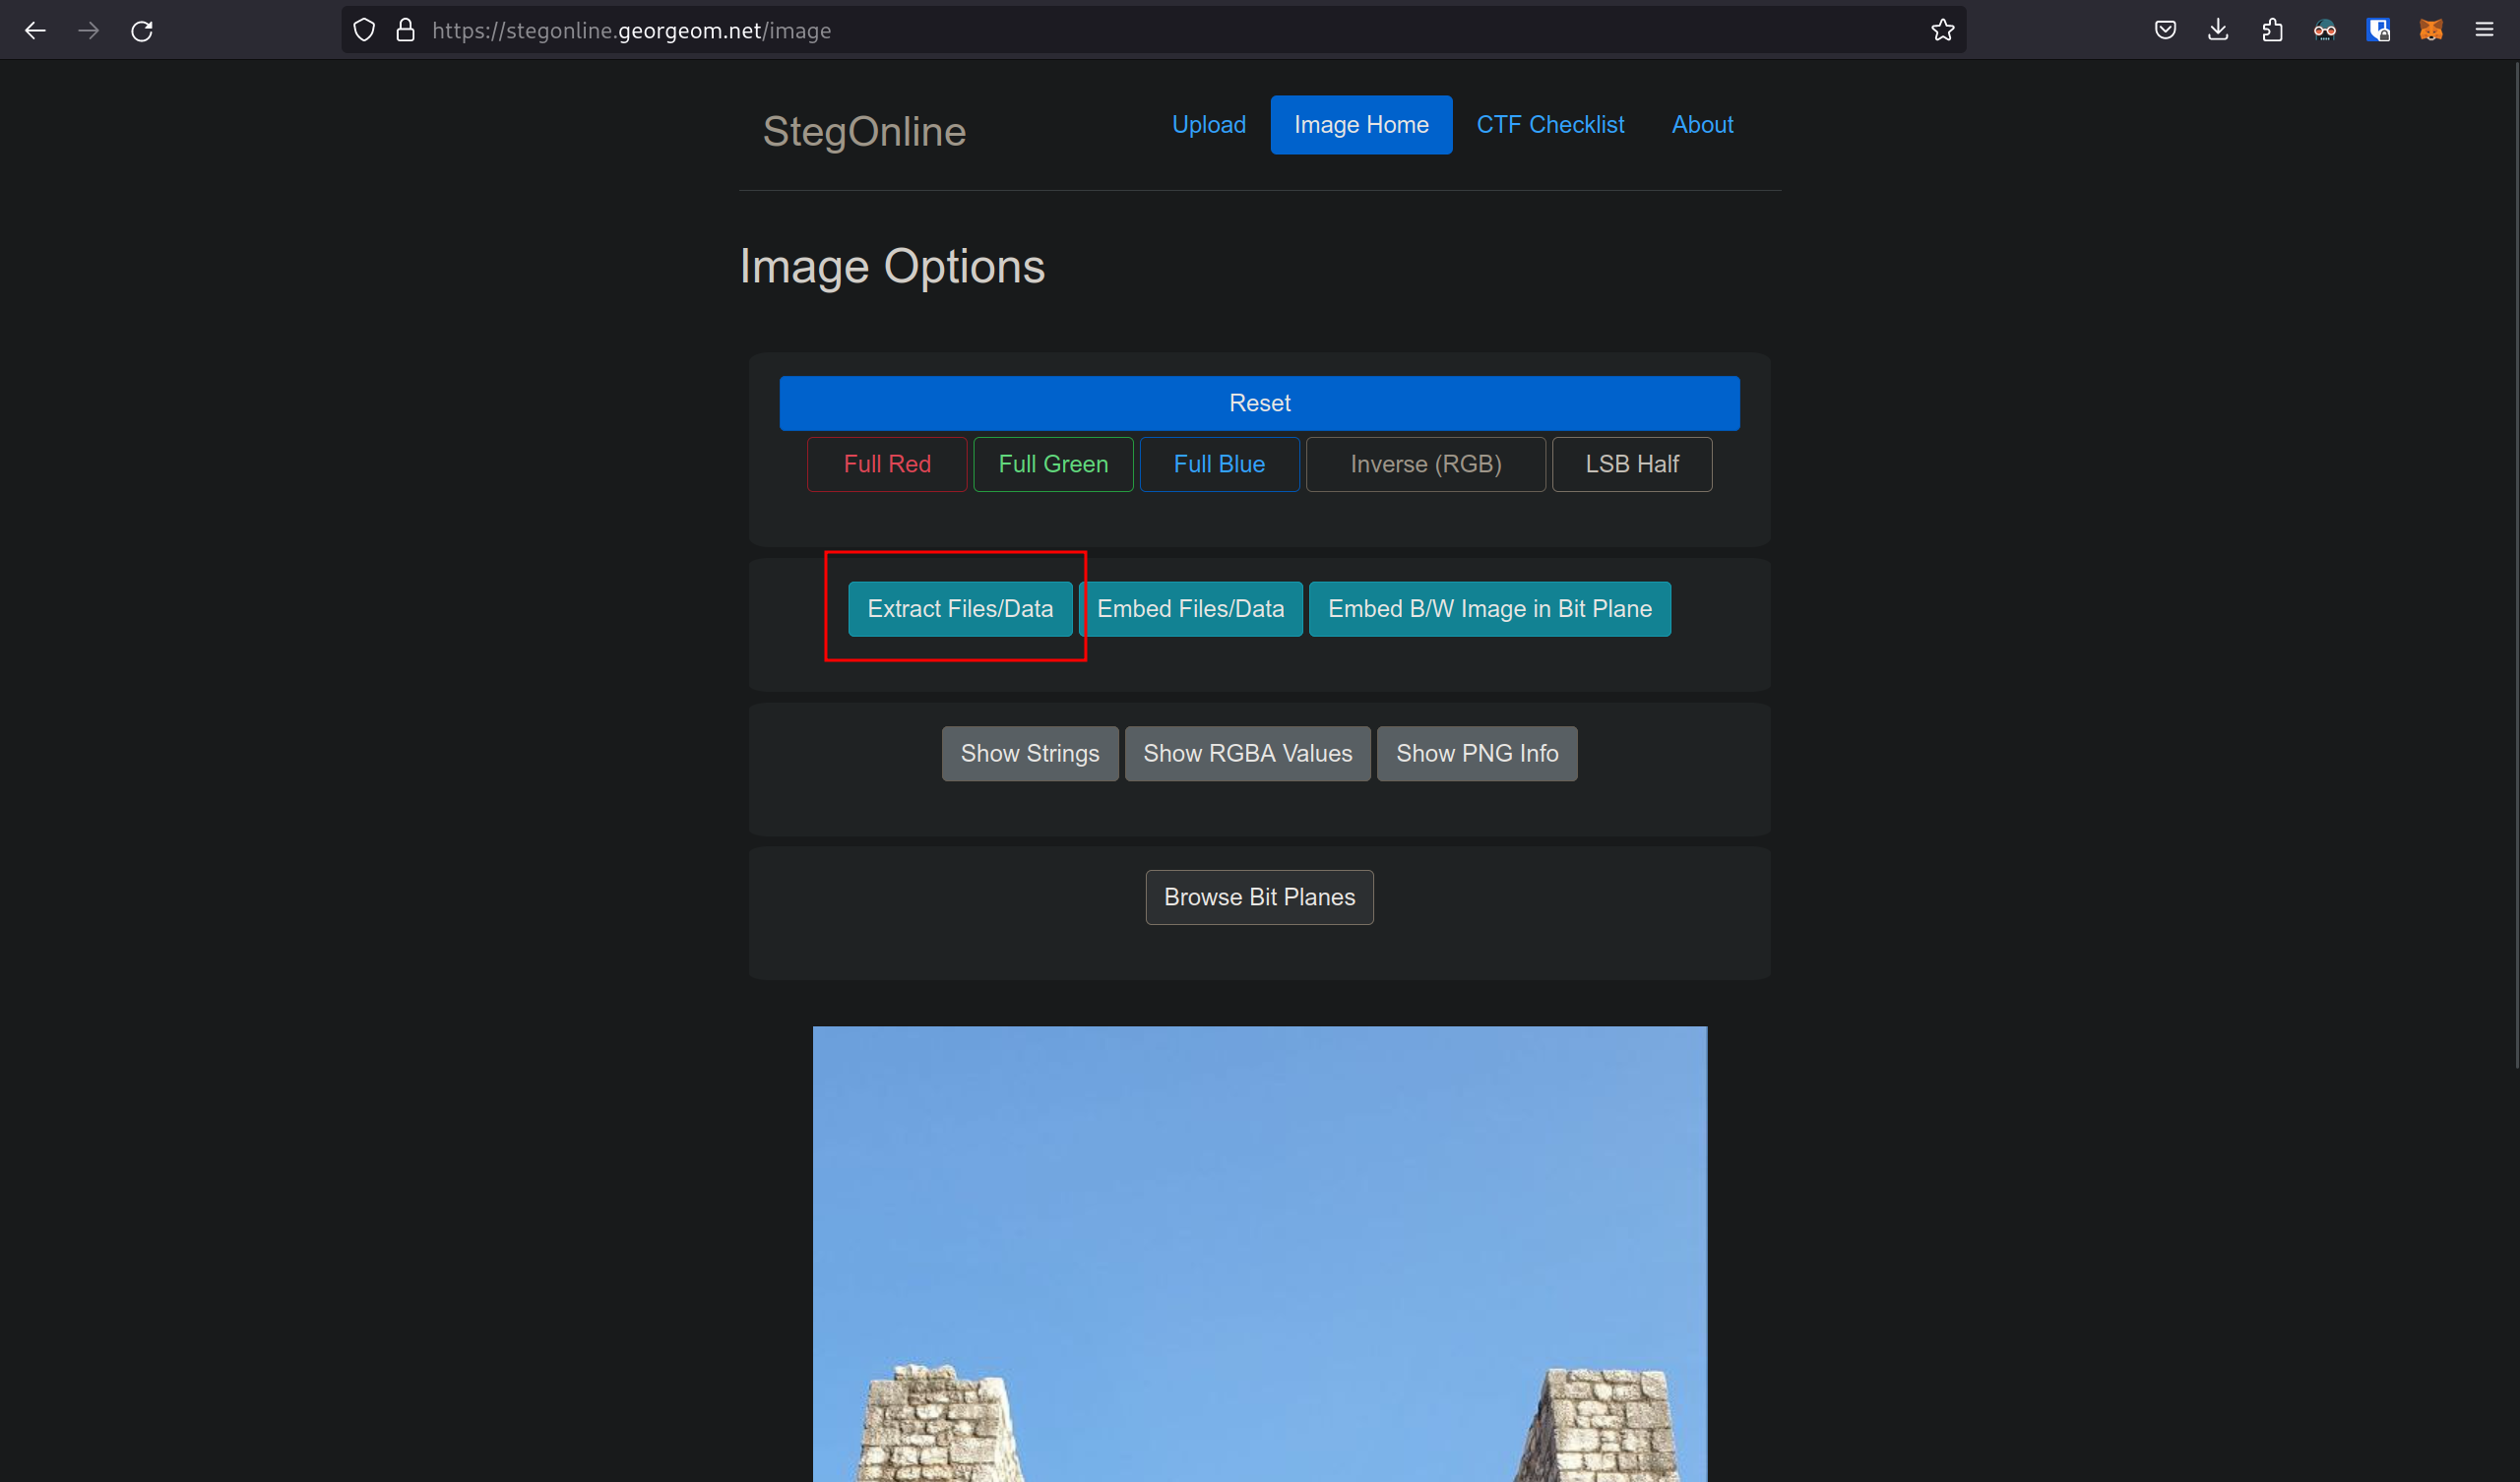 https://stegonline.georgeom.net/image
StegOnline Upload Image Home CTF Checklist About
Image Options
Reset
Full Red Full Green Full Blue Inverse (RGB) LSB Half
Extract Files/Data Embed Files/Data Embed B/W Image in Bit Plane
Show Strings Show RGBA Values Show PNG Info
Browse Bit Planes